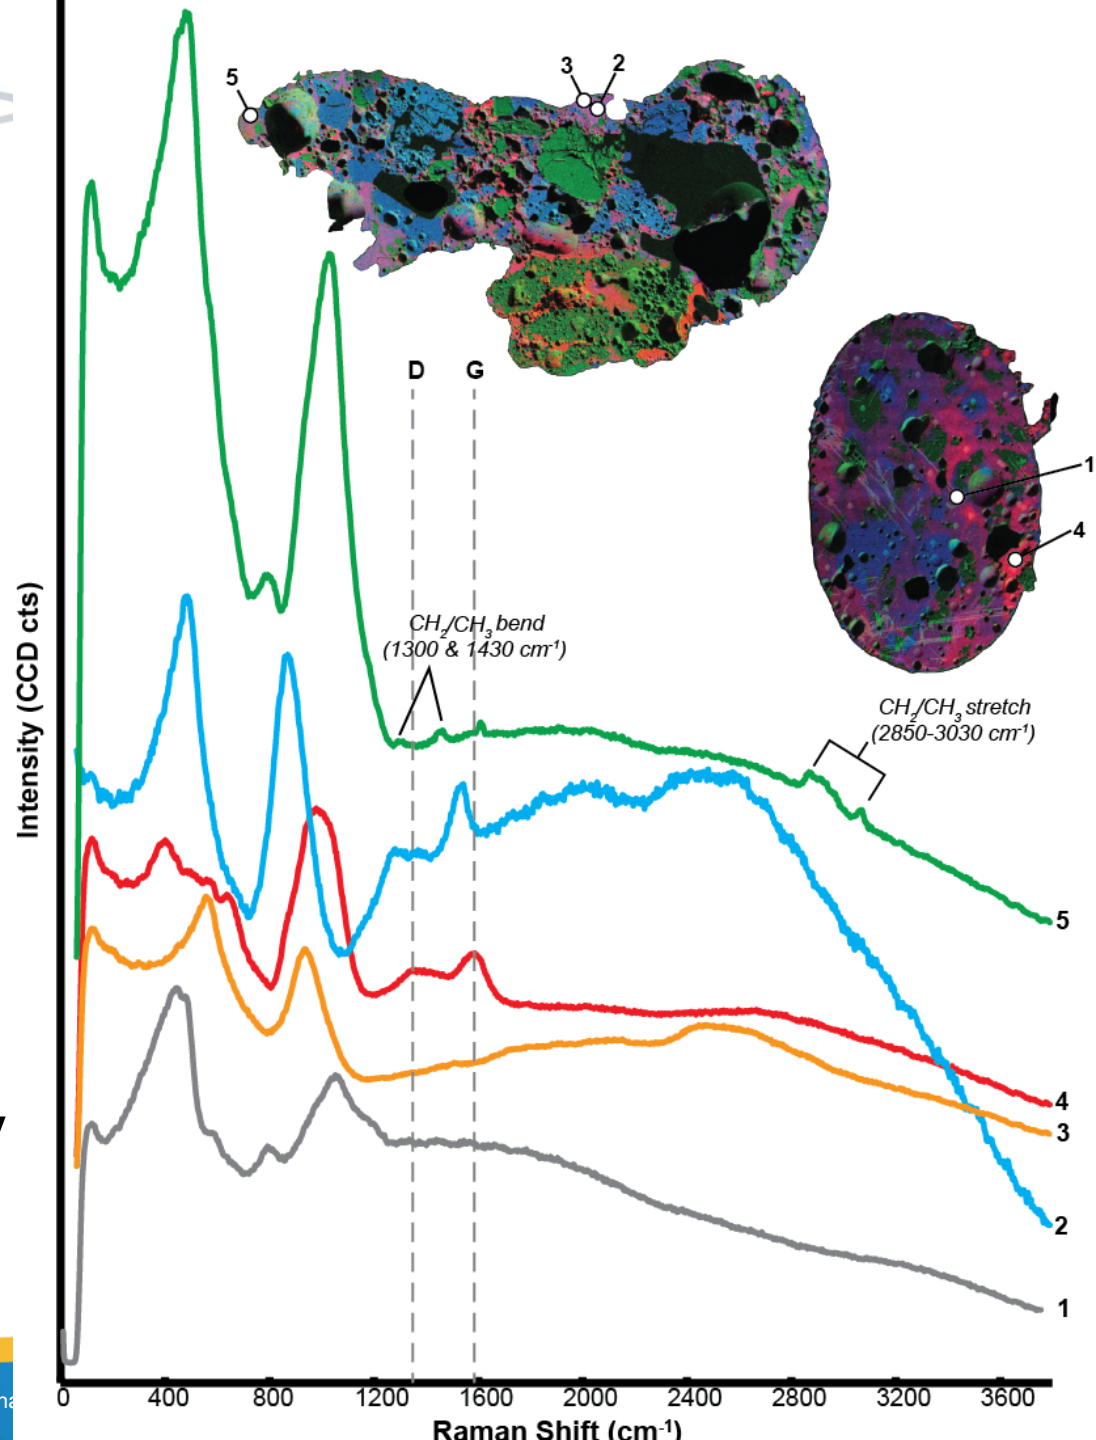 5
3
2
D
G
1
4
CH₂/CH₃ bend
(1300 & 1430 cm⁻¹)
CH₂/CH₃ stretch
(2850-3030 cm⁻¹)
Intensity (CCD cts)
5
4
3
2
1
0
400
800
1200
1600
2000
2400
2800
3200
3600
Raman Shift (cm⁻¹)